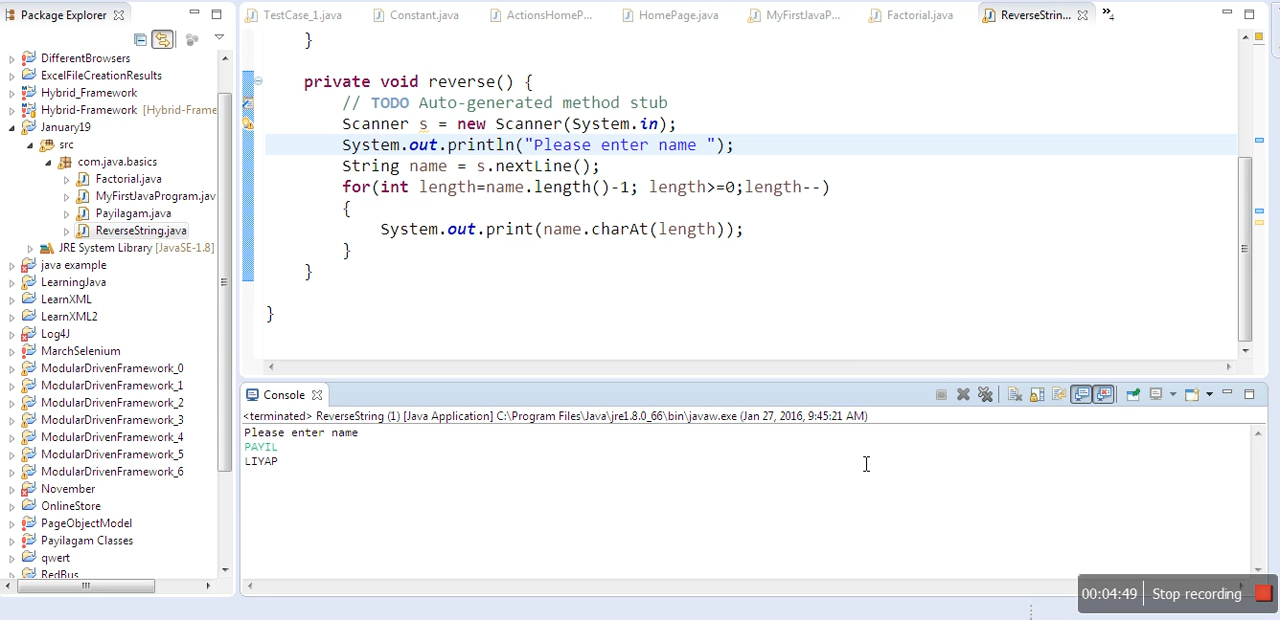 Package Explorer
TestCase_1.java
Constant.java
ActionsHomeP...
HomePage.java
MyFirstJavaP...
Factorial.java
ReverseStrin...
»4
DifferentBrowsers
ExcelFileCreationResults
Hybrid_Framework
Hybrid-Framework [Hybrid-Frame
January19
src
com.java.basics
Factorial.java
MyFirstJavaProgram.jav
Payilagam.java
ReverseString.java
JRE System Library [JavaSE-1.8]
java example
LearningJava
LearnXML
LearnXML2
Log4J
MarchSelenium
ModularDrivenFramework_0
ModularDrivenFramework_1
ModularDrivenFramework_2
ModularDrivenFramework_3
ModularDrivenFramework_4
ModularDrivenFramework_5
ModularDrivenFramework_6
November
OnlineStore
PageObjectModel
Payilagam Classes
qwert
RedBus
}
private void reverse() {
// TODO Auto-generated method stub
Scanner s = new Scanner(System.in);
System.out.println("Please enter name ");
String name = s.nextLine();
for(int length=name.length()-1; length>=0;length--)
{
System.out.print(name.charAt(length));
}
}
}
Console
<terminated> ReverseString (1) [Java Application] C:\Program Files\Java\jre1.8.0_66\bin\javaw.exe (Jan 27, 2016, 9:45:21 AM)
Please enter name
PAYIL
LIYAP
00:04:49
Stop recording